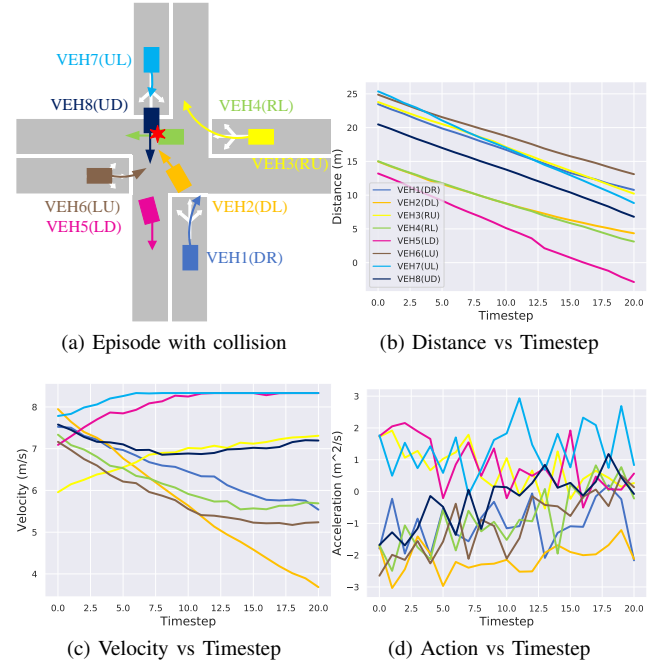 VEH7(UL)
VEH8(UD)
VEH4(RL)
VEH3(RU)
VEH6(LU)
VEH5(LD)
VEH2(DL)
VEH1(DR)
(a) Episode with collision
25
20
15
10
5
0
Distance (m)
VEH1(DR)
VEH2(DL)
VEH3(RU)
VEH4(RL)
VEH5(LD)
VEH6(LU)
VEH7(UL)
VEH8(UD)
0.0 2.5 5.0 7.5 10.0 12.5 15.0 17.5 20.0
Timestep
(b) Distance vs Timestep
8
7
6
5
4
Velocity (m/s)
0.0 2.5 5.0 7.5 10.0 12.5 15.0 17.5 20.0
Timestep
(c) Velocity vs Timestep
3
2
1
0
−1
−2
−3
Acceleration (m^2/s)
0.0 2.5 5.0 7.5 10.0 12.5 15.0 17.5 20.0
Timestep
(d) Action vs Timestep